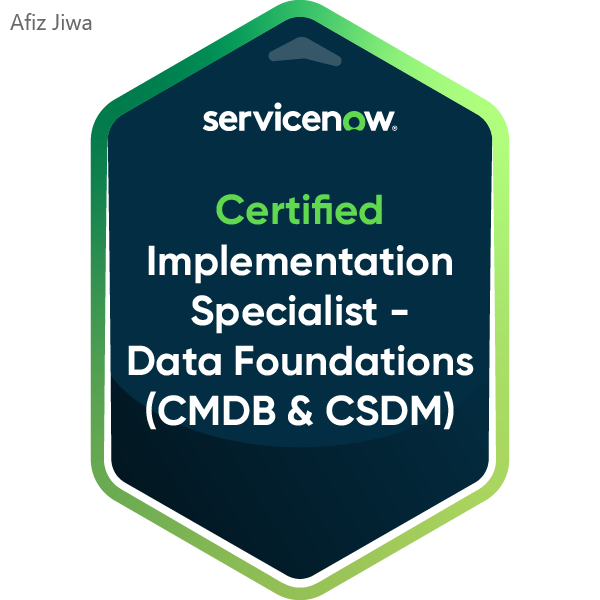 Afiz Jiwa
servicenow®
Certified
Implementation
Specialist -
Data Foundations
(CMDB & CSDM)